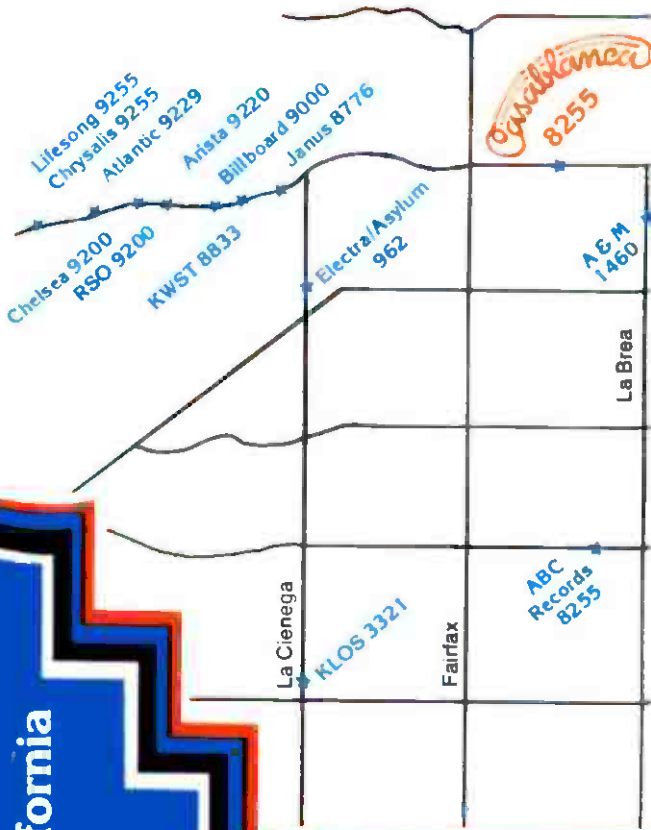 Casablanca
8255
Lifesong 9255
Chrysalis 9255
Atlantic 9229
Arista 9220
Billboard 9000
Janus 8776
Chelsea 9200
RSO 9200
KWST 8833
Electra/Asylum
962
A & M
1460
La Brea
ABC
Records
8255
La Cienega
KLOS 3321
Fairfax
fornia